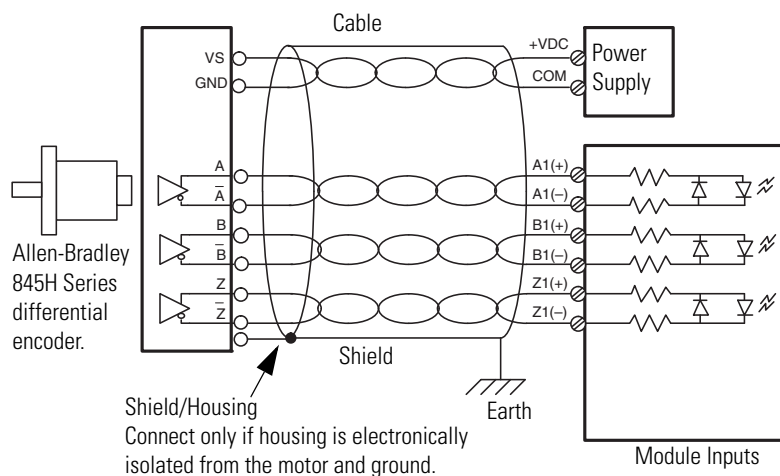 Cable
VS
GND
+VDC
COM
Power
Supply
A
A̅
B
B̅
Z
Z̅
A1(+)
A1(–)
B1(+)
B1(–)
Z1(+)
Z1(–)
Allen-Bradley
845H Series
differential
encoder.
Shield
Earth
Shield/Housing
Connect only if housing is electronically
isolated from the motor and ground.
Module Inputs